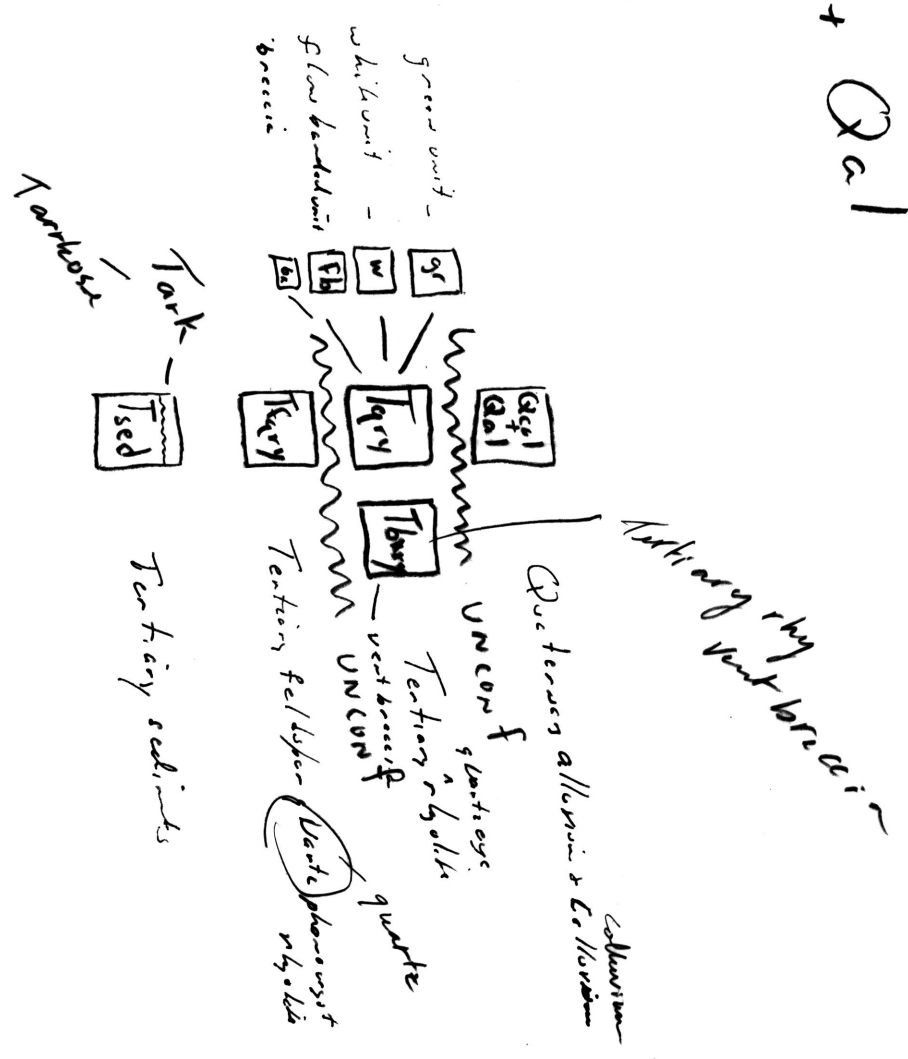 + Qal
green unit -
white unit -
flow banded unit
breccia
gr
w
Fb
bx
Qcol
+
Qal
Tqry
Tfqry
Tark -
Tarkose
Tsed
Tertiary rhy
vent breccia
Quaternary alluvium + Colluvium
Colluvium
UNCONF
quartz eye
^
Tertiary rhyolite
- vent breccia
UNCONF
Tertiary feldspar
quartz
phenocryst
rhyolite
Tertiary sediments